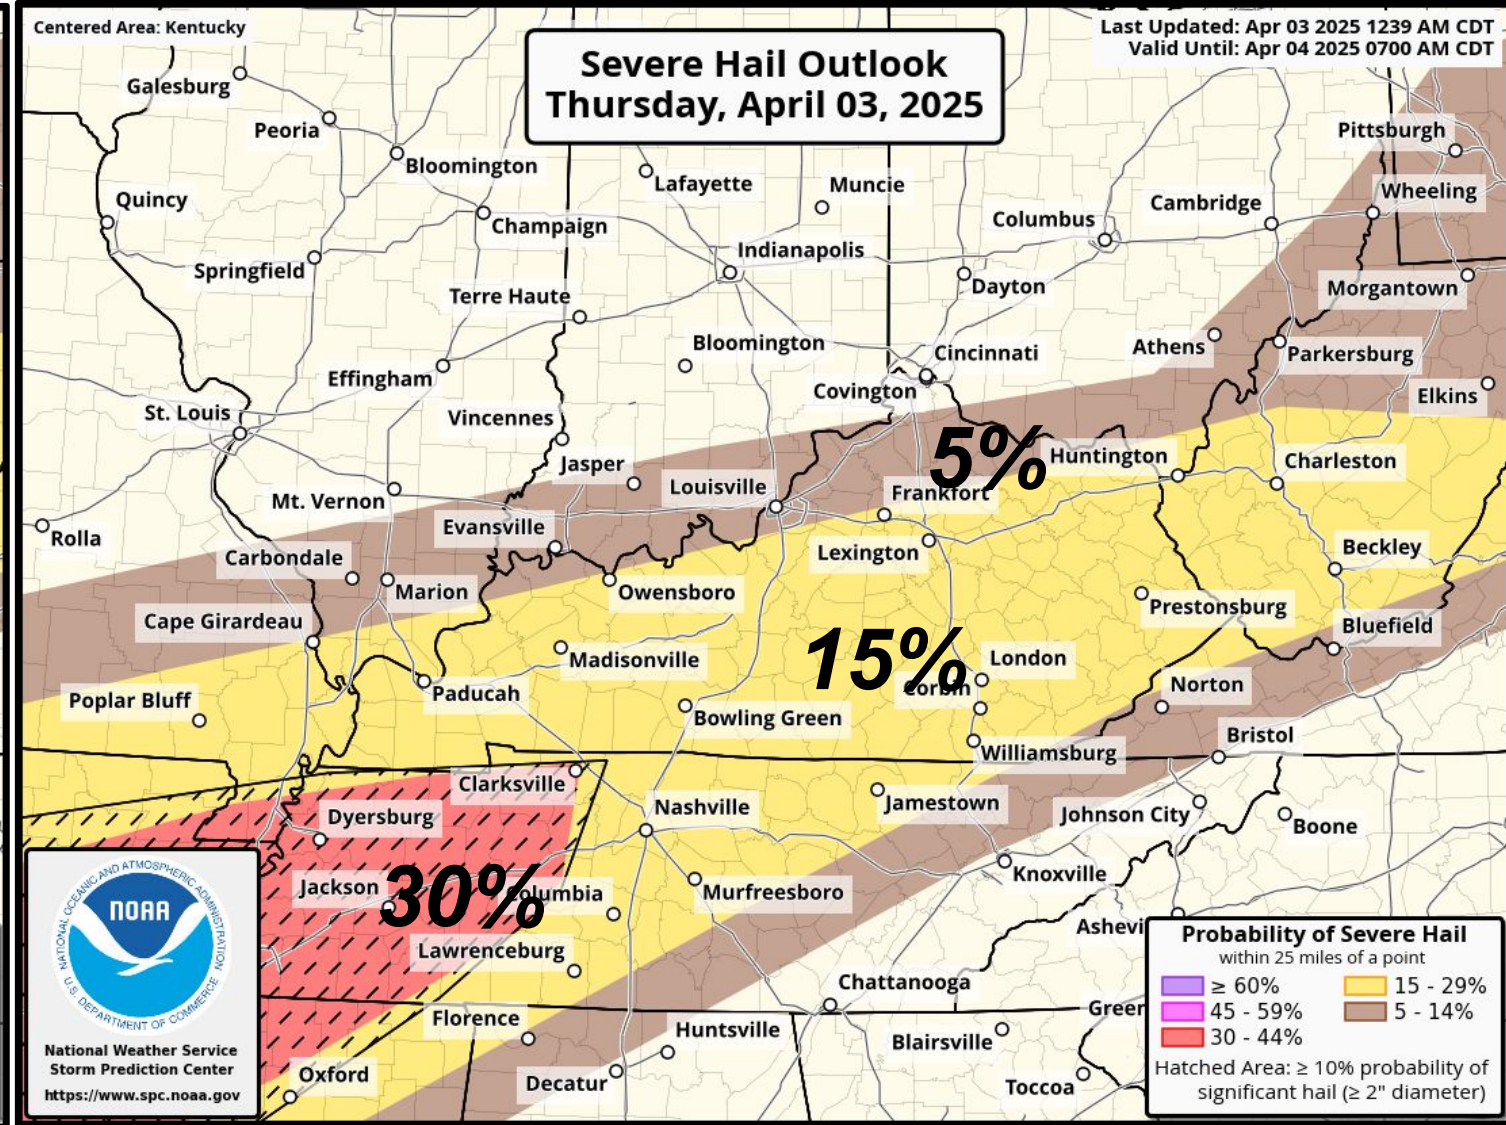 Centered Area: Kentucky
Last Updated: Apr 03 2025 1239 AM CDT
Valid Until: Apr 04 2025 0700 AM CDT
Severe Hail Outlook
Thursday, April 03, 2025
Galesburg
Peoria
Bloomington
Pittsburgh
Quincy
Lafayette
Muncie
Wheeling
Champaign
Columbus
Cambridge
Springfield
Indianapolis
Terre Haute
Dayton
Morgantown
Bloomington
Cincinnati
Athens
Parkersburg
Effingham
Covington
Elkins
St. Louis
Vincennes
5%
Jasper
Huntington
Charleston
Mt. Vernon
Louisville
Frankfort
Rolla
Evansville
Lexington
Beckley
Carbondale
Marion
Owensboro
Prestonsburg
Cape Girardeau
Bluefield
15%
Madisonville
London
Poplar Bluff
Paducah
Corbin
Norton
Bowling Green
Bristol
Williamsburg
Clarksville
Nashville
Jamestown
Johnson City
Dyersburg
Boone
30%
Jackson
Columbia
Murfreesboro
Knoxville
Lawrenceburg
Ashevi
Chattanooga
Florence
Huntsville
Green
Blairsville
Oxford
Decatur
Toccoa
NATIONAL OCEANIC AND ATMOSPHERIC ADMINISTRATION
NOAA
U.S. DEPARTMENT OF COMMERCE
National Weather Service
Storm Prediction Center
https://www.spc.noaa.gov
Probability of Severe Hail
within 25 miles of a point
≥ 60%
15 - 29%
45 - 59%
5 - 14%
30 - 44%
Hatched Area: ≥ 10% probability of
significant hail (≥ 2" diameter)